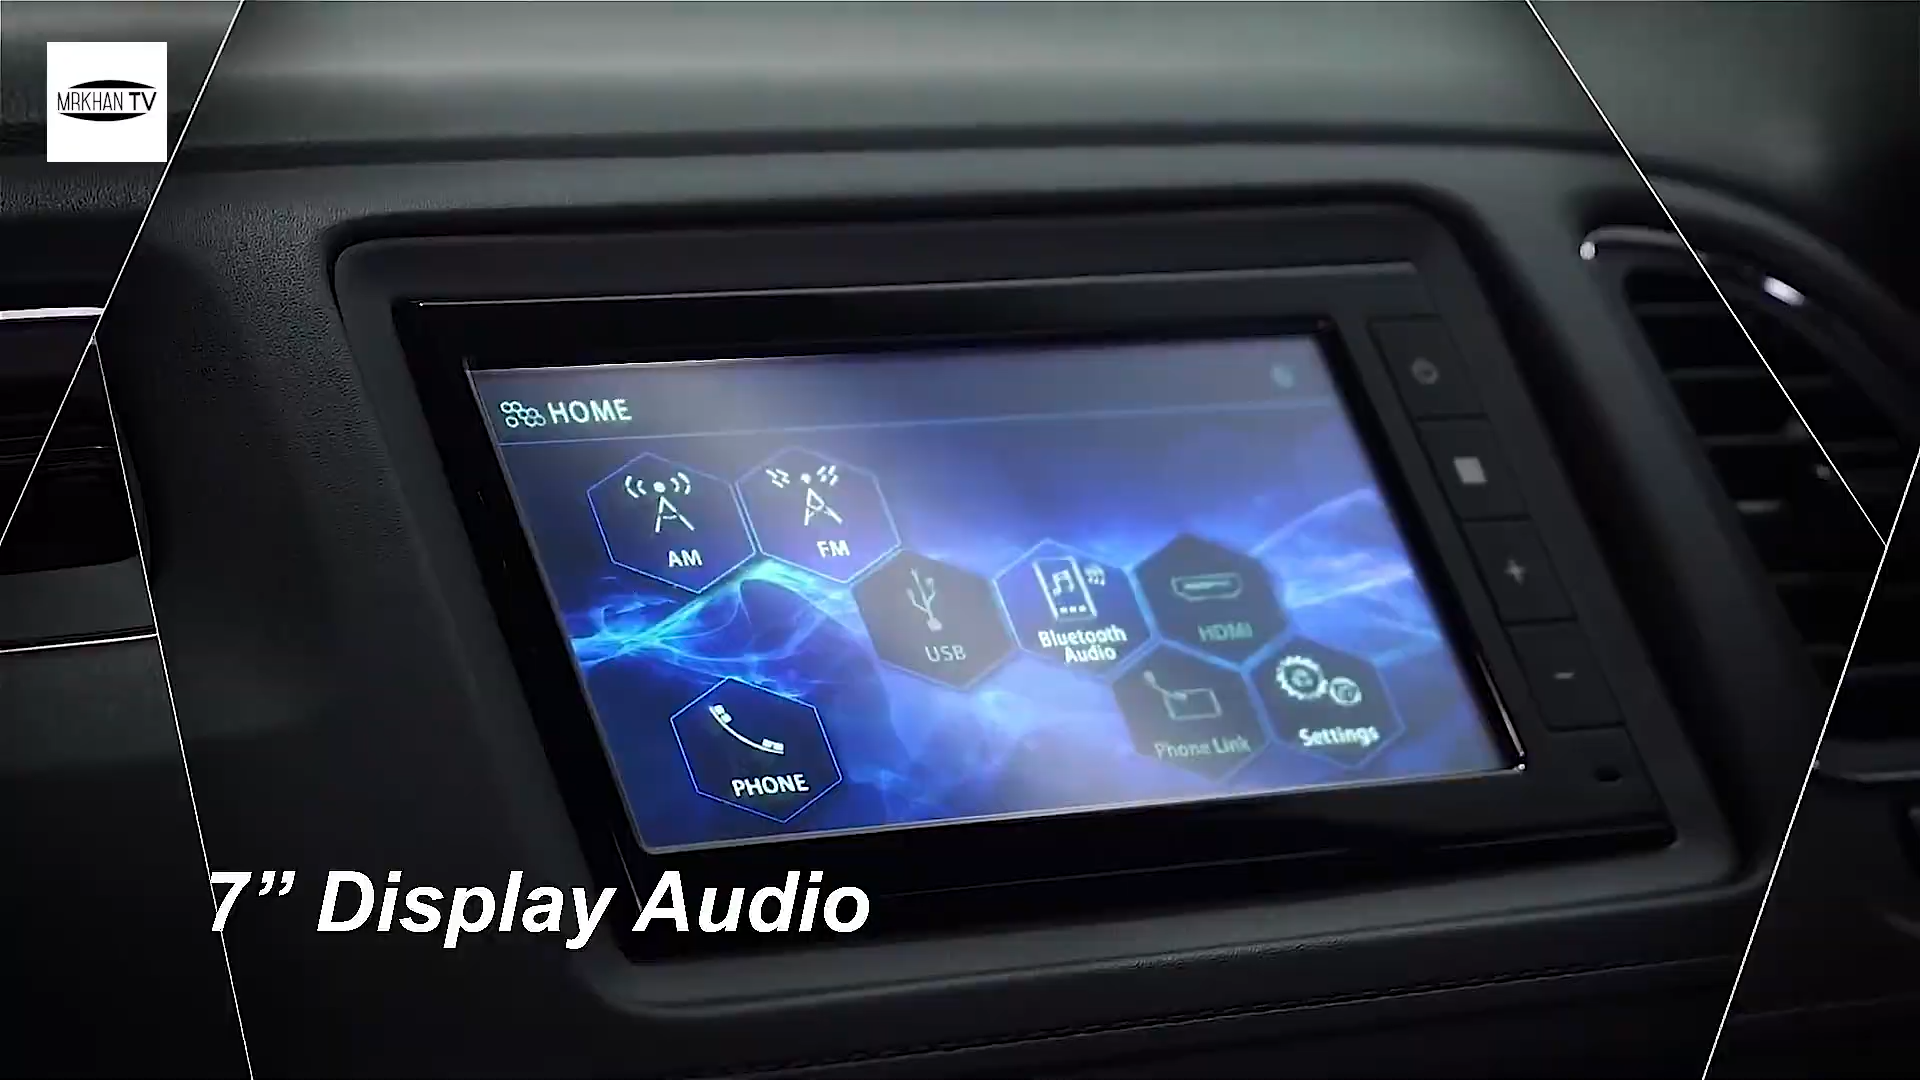 MRKHAN TV
HOME
AM
FM
USB
Bluetooth
Audio
HDMI
PHONE
Phone Link
Settings
7” Display Audio